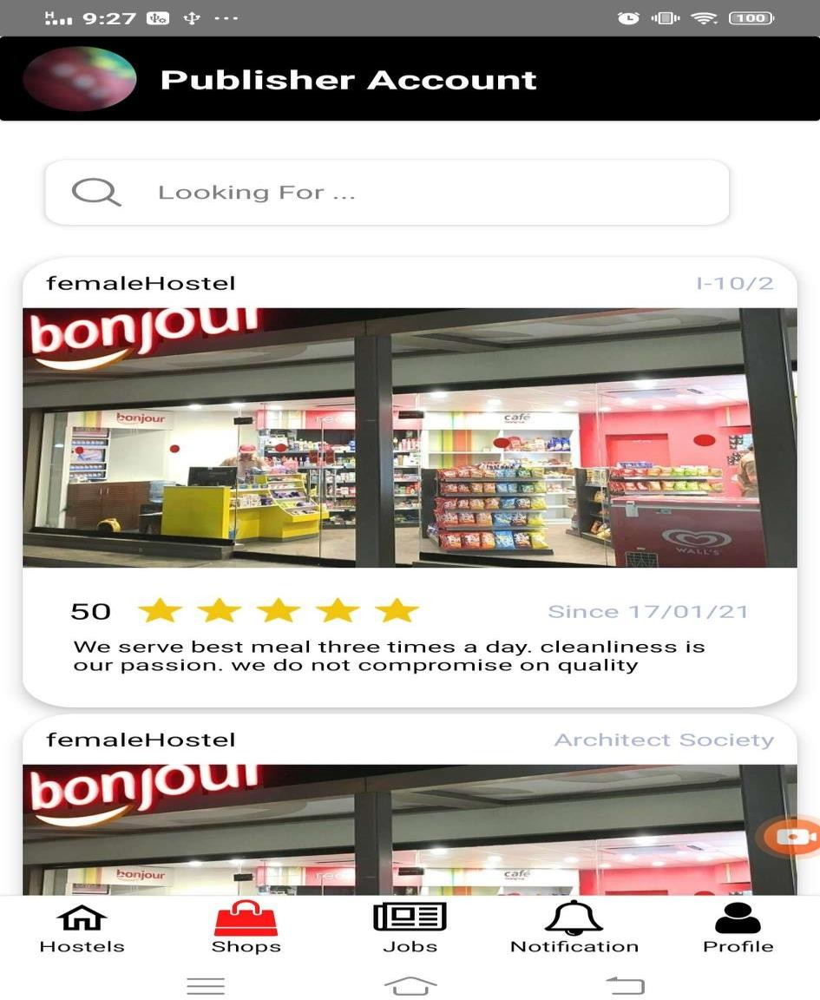 H 9:27 100
Publisher Account
Looking For ...
femaleHostel I-10/2
bonjour
bonjour
café
WALL'S
50 Since 17/01/21
We serve best meal three times a day. cleanliness is
our passion. we do not compromise on quality
femaleHostel Architect Society
bonjour
bonjour
café
Hostels Shops Jobs Notification Profile